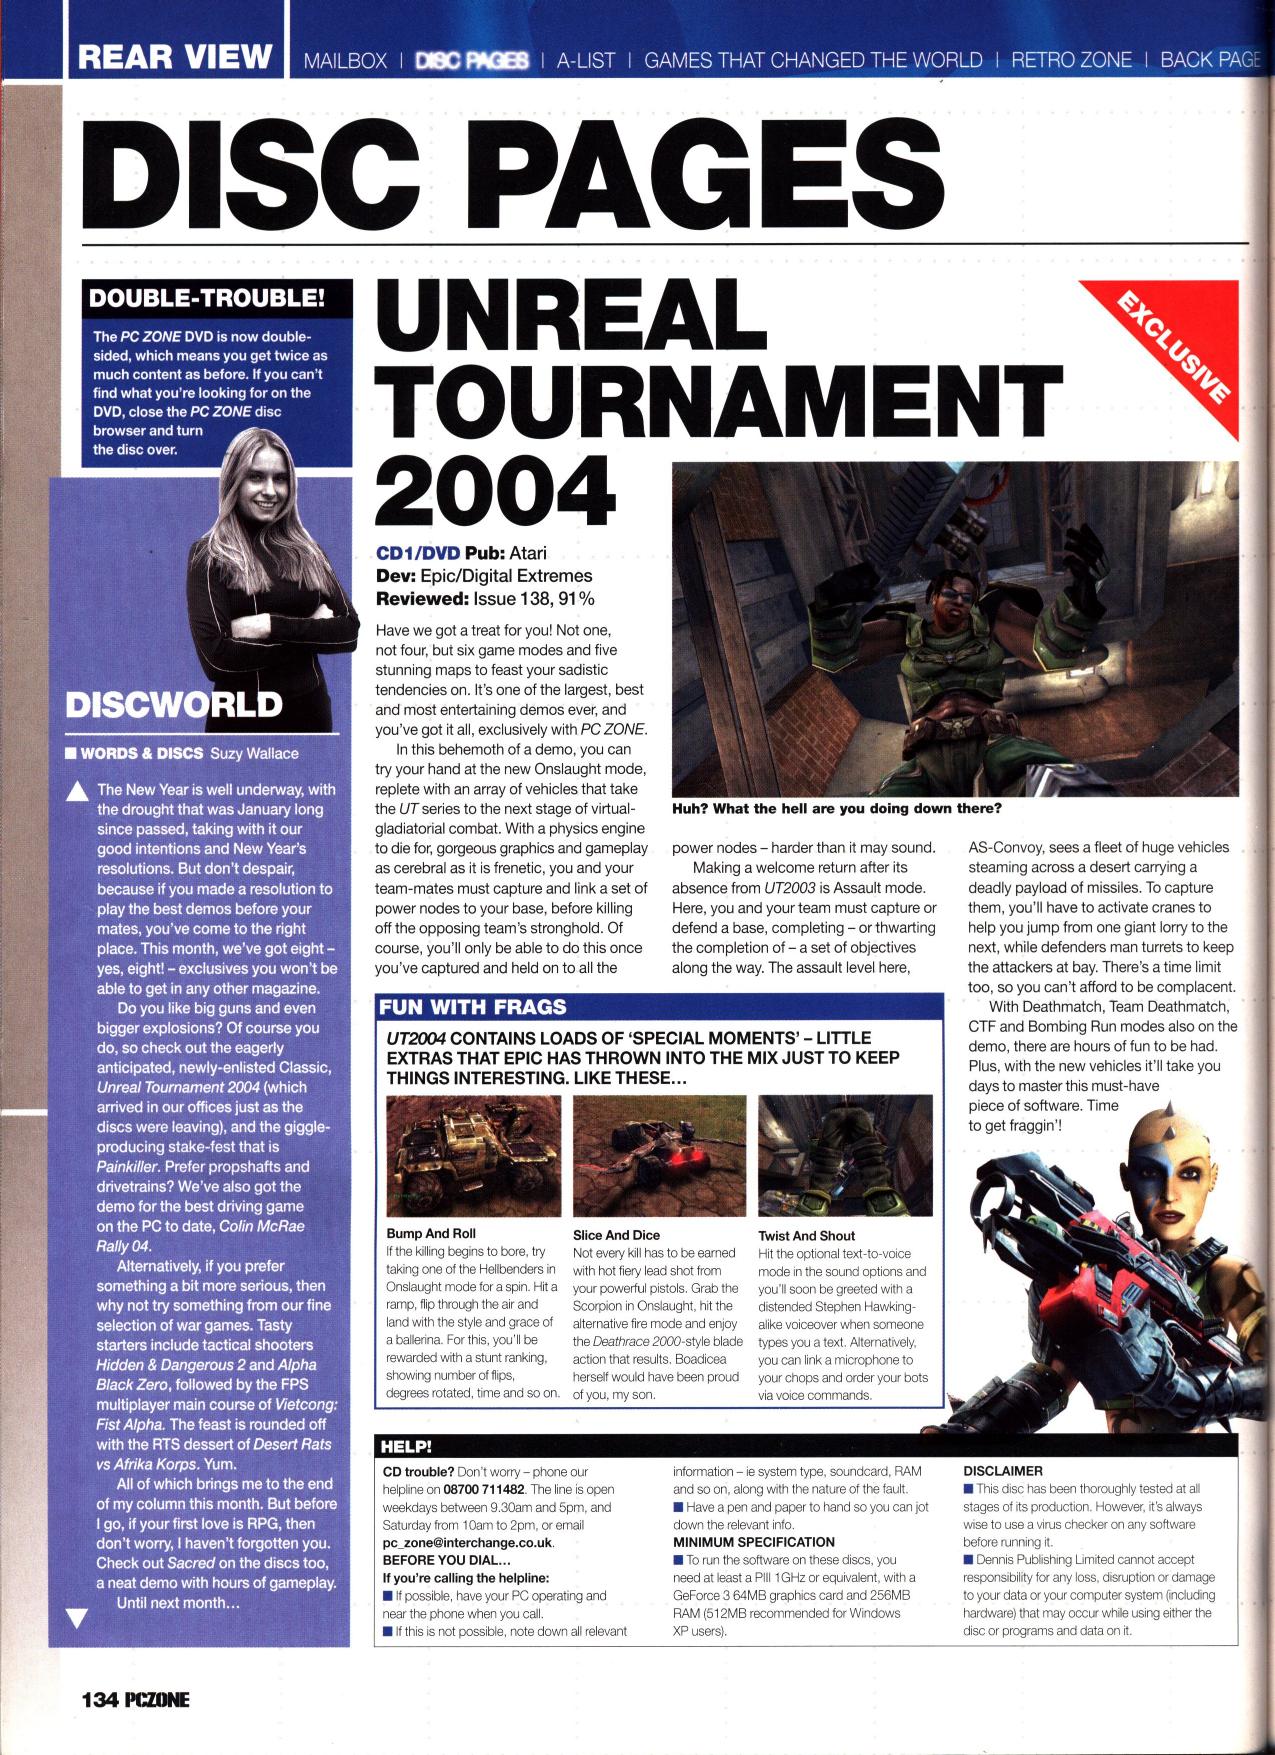 REAR VIEW
MAILBOX | DISC PAGES | A-LIST | GAMES THAT CHANGED THE WORLD | RETRO ZONE | BACK PAGE
DISC PAGES
DOUBLE-TROUBLE!
The PC ZONE DVD is now double-
sided, which means you get twice as
much content as before. If you can't
find what you're looking for on the
DVD, close the PC ZONE disc
browser and turn
the disc over.
DISCWORLD
■ WORDS & DISCS Suzy Wallace
The New Year is well underway, with
the drought that was January long
since passed, taking with it our
good intentions and New Year's
resolutions. But don't despair,
because if you made a resolution to
play the best demos before your
mates, you've come to the right
place. This month, we've got eight –
yes, eight! – exclusives you won't be
able to get in any other magazine.
Do you like big guns and even
bigger explosions? Of course you
do, so check out the eagerly
anticipated, newly-enlisted Classic,
Unreal Tournament 2004 (which
arrived in our offices just as the
discs were leaving), and the giggle-
producing stake-fest that is
Painkiller. Prefer propshafts and
drivetrains? We've also got the
demo for the best driving game
on the PC to date, Colin McRae
Rally 04.
Alternatively, if you prefer
something a bit more serious, then
why not try something from our fine
selection of war games. Tasty
starters include tactical shooters
Hidden & Dangerous 2 and Alpha
Black Zero, followed by the FPS
multiplayer main course of Vietcong:
Fist Alpha. The feast is rounded off
with the RTS dessert of Desert Rats
vs Afrika Korps. Yum.
All of which brings me to the end
of my column this month. But before
I go, if your first love is RPG, then
don't worry, I haven't forgotten you.
Check out Sacred on the discs too,
a neat demo with hours of gameplay.
Until next month...
UNREAL
TOURNAMENT
2004
EXCLUSIVE
CD1/DVD Pub: Atari
Dev: Epic/Digital Extremes
Reviewed: Issue 138, 91%
Have we got a treat for you! Not one,
not four, but six game modes and five
stunning maps to feast your sadistic
tendencies on. It's one of the largest, best
and most entertaining demos ever, and
you've got it all, exclusively with PC ZONE.
In this behemoth of a demo, you can
try your hand at the new Onslaught mode,
replete with an array of vehicles that take
the UT series to the next stage of virtual-
gladiatorial combat. With a physics engine
to die for, gorgeous graphics and gameplay
as cerebral as it is frenetic, you and your
team-mates must capture and link a set of
power nodes to your base, before killing
off the opposing team's stronghold. Of
course, you'll only be able to do this once
you've captured and held on to all the
Huh? What the hell are you doing down there?
power nodes – harder than it may sound.
Making a welcome return after its
absence from UT2003 is Assault mode.
Here, you and your team must capture or
defend a base, completing – or thwarting
the completion of – a set of objectives
along the way. The assault level here,
AS-Convoy, sees a fleet of huge vehicles
steaming across a desert carrying a
deadly payload of missiles. To capture
them, you'll have to activate cranes to
help you jump from one giant lorry to the
next, while defenders man turrets to keep
the attackers at bay. There's a time limit
too, so you can't afford to be complacent.
With Deathmatch, Team Deathmatch,
CTF and Bombing Run modes also on the
demo, there are hours of fun to be had.
Plus, with the new vehicles it'll take you
days to master this must-have
piece of software. Time
to get fraggin'!
FUN WITH FRAGS
UT2004 CONTAINS LOADS OF 'SPECIAL MOMENTS' – LITTLE
EXTRAS THAT EPIC HAS THROWN INTO THE MIX JUST TO KEEP
THINGS INTERESTING. LIKE THESE...
Bump And Roll
If the killing begins to bore, try
taking one of the Hellbenders in
Onslaught mode for a spin. Hit a
ramp, flip through the air and
land with the style and grace of
a ballerina. For this, you'll be
rewarded with a stunt ranking,
showing number of flips,
degrees rotated, time and so on.
Slice And Dice
Not every kill has to be earned
with hot fiery lead shot from
your powerful pistols. Grab the
Scorpion in Onslaught, hit the
alternative fire mode and enjoy
the Deathrace 2000-style blade
action that results. Boadicea
herself would have been proud
of you, my son.
Twist And Shout
Hit the optional text-to-voice
mode in the sound options and
you'll soon be greeted with a
distended Stephen Hawking-
alike voiceover when someone
types you a text. Alternatively,
you can link a microphone to
your chops and order your bots
via voice commands.
HELP!
CD trouble? Don't worry – phone our
helpline on 08700 711482. The line is open
weekdays between 9.30am and 5pm, and
Saturday from 10am to 2pm, or email
pc_zone@interchange.co.uk.
BEFORE YOU DIAL...
If you're calling the helpline:
■ If possible, have your PC operating and
near the phone when you call.
■ If this is not possible, note down all relevant
information – ie system type, soundcard, RAM
and so on, along with the nature of the fault.
■ Have a pen and paper to hand so you can jot
down the relevant info.
MINIMUM SPECIFICATION
■ To run the software on these discs, you
need at least a PIII 1GHz or equivalent, with a
GeForce 3 64MB graphics card and 256MB
RAM (512MB recommended for Windows
XP users).
DISCLAIMER
■ This disc has been thoroughly tested at all
stages of its production. However, it's always
wise to use a virus checker on any software
before running it.
■ Dennis Publishing Limited cannot accept
responsibility for any loss, disruption or damage
to your data or your computer system (including
hardware) that may occur while using either the
disc or programs and data on it.
134 PCZONE